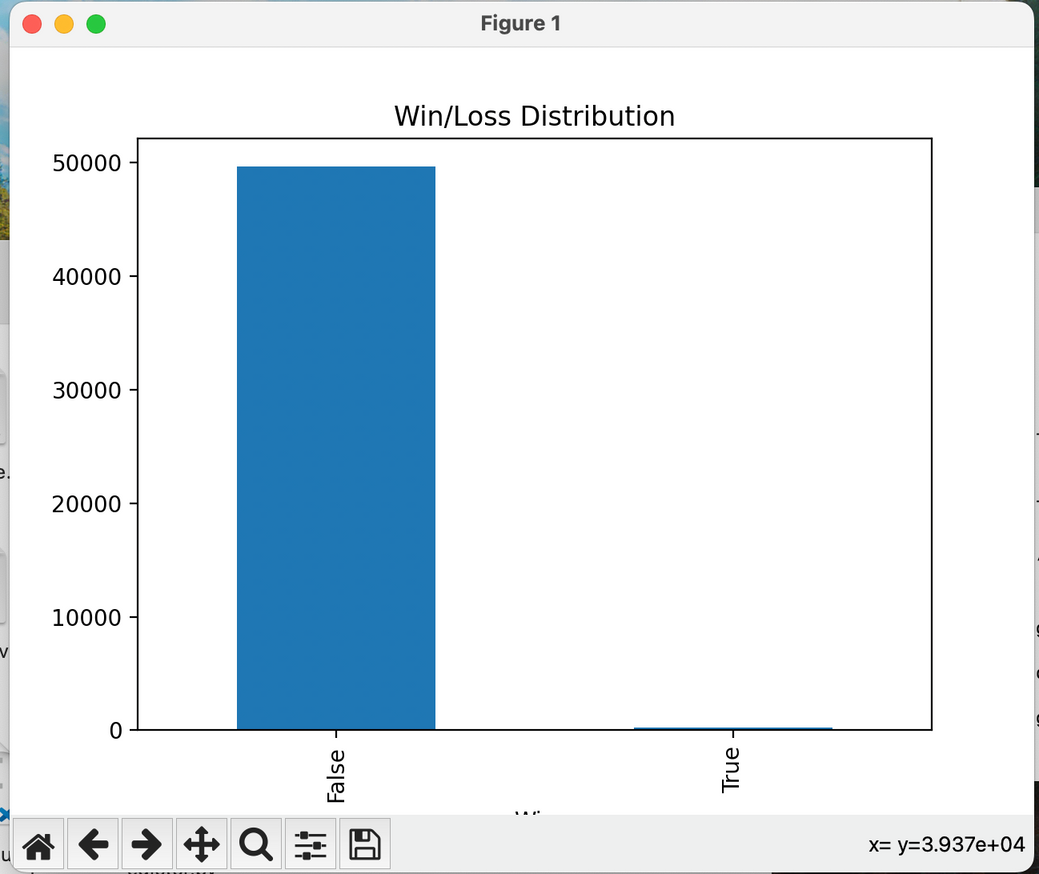 Figure 1
Win/Loss Distribution
50000
40000
30000
20000
10000
0
False
True
x= y=3.937e+04